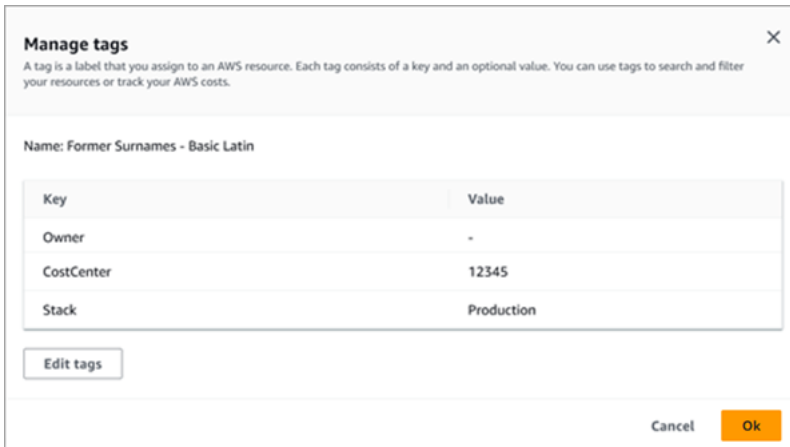 Manage tags
A tag is a label that you assign to an AWS resource. Each tag consists of a key and an optional value. You can use tags to search and filter
your resources or track your AWS costs.
Name: Former Surnames - Basic Latin
Key Value
Owner -
CostCenter 12345
Stack Production
Edit tags
Cancel Ok